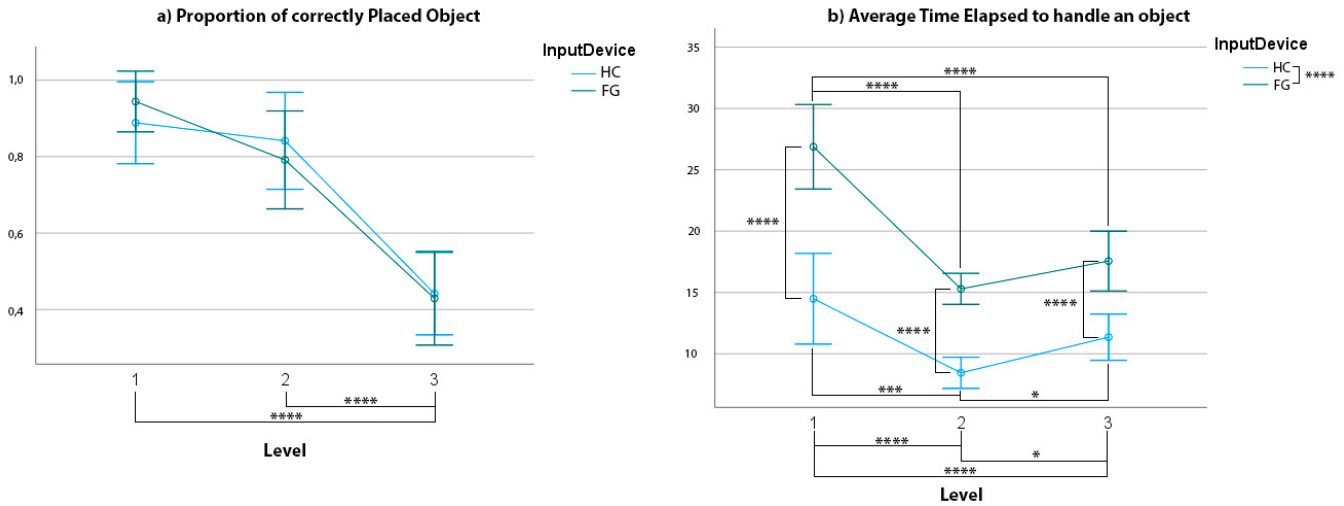 a) Proportion of correctly Placed Object
InputDevice
HC
FG
1,0
0,8
0,6
0,4
1 2 3
****
****
Level
b) Average Time Elapsed to handle an object
InputDevice
HC
FG
****
35
30
25
20
15
10
****
****
****
****
****
***
*
1 2 3
****
*
****
Level